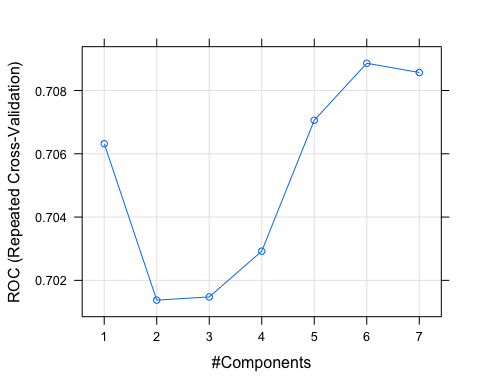 ROC (Repeated Cross-Validation)
0.708
0.706
0.704
0.702
1 2 3 4 5 6 7
#Components